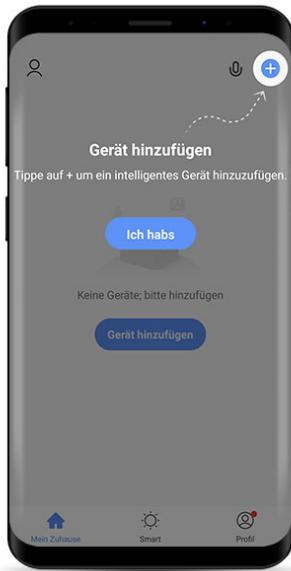 Gerät hinzufügen
Tippe auf + um ein intelligentes Gerät hinzuzufügen.
Ich habs
Keine Geräte; bitte hinzufügen
Gerät hinzufügen
Mein Zuhause
Smart
Profil